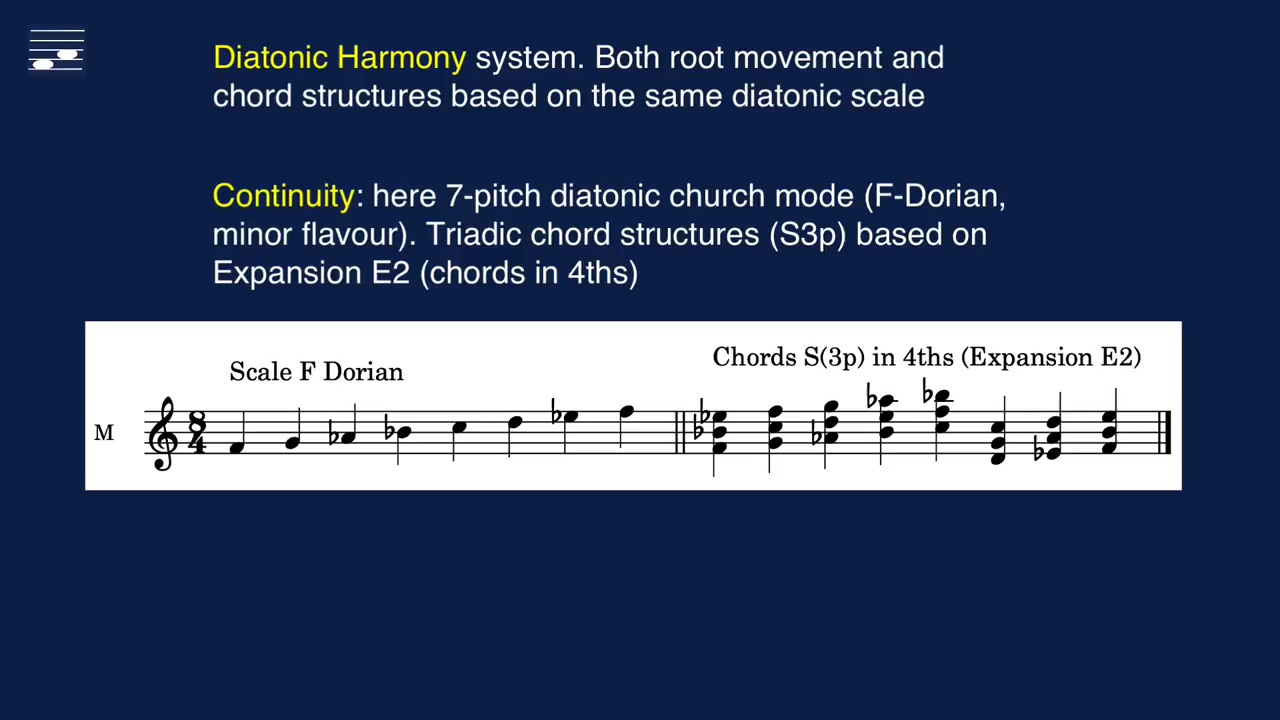 Diatonic Harmony system. Both root movement and
chord structures based on the same diatonic scale
Continuity: here 7-pitch diatonic church mode (F-Dorian,
minor flavour). Triadic chord structures (S3p) based on
Expansion E2 (chords in 4ths)
Scale F Dorian
Chords S(3p) in 4ths (Expansion E2)
M
8
4